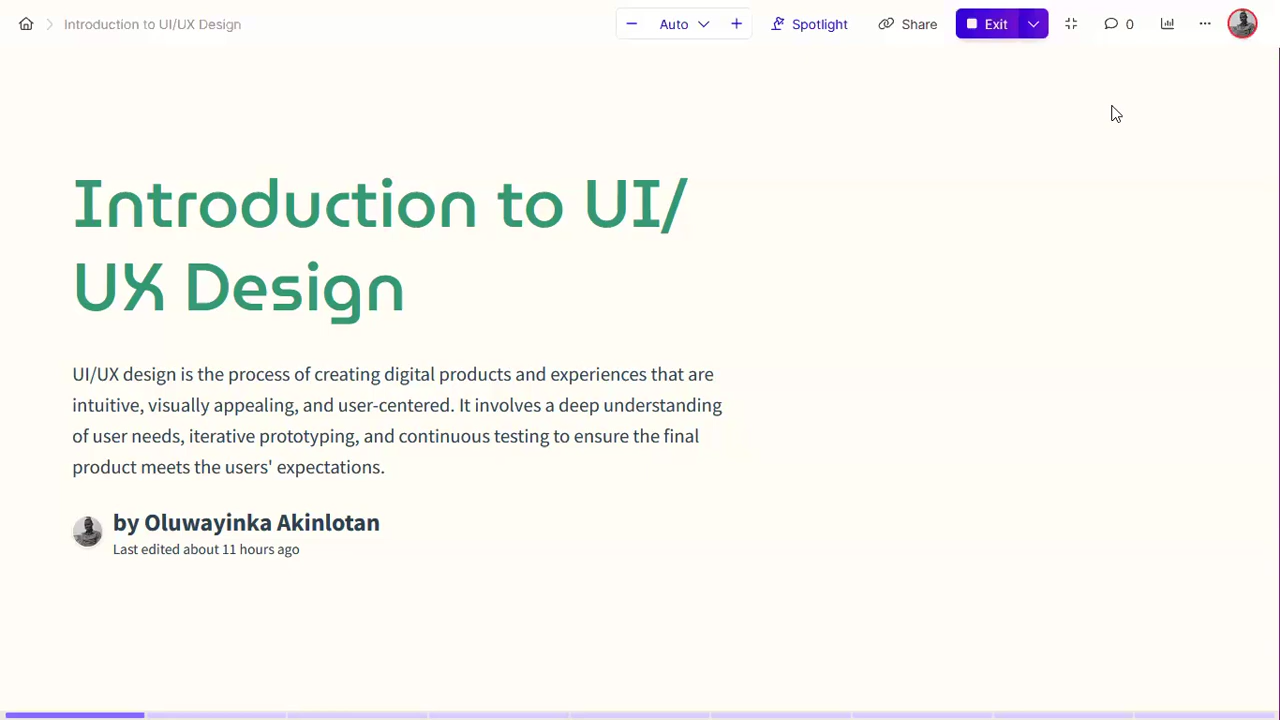 Introduction to UI/UX Design
Auto
Spotlight
Share
Exit
0
Introduction to UI/
UX Design
UI/UX design is the process of creating digital products and experiences that are
intuitive, visually appealing, and user-centered. It involves a deep understanding
of user needs, iterative prototyping, and continuous testing to ensure the final
product meets the users' expectations.
by Oluwayinka Akinlotan
Last edited about 11 hours ago